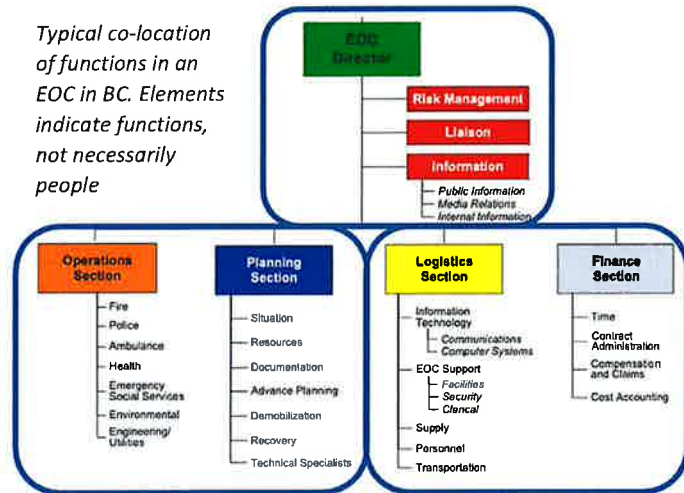 Typical co-location
of functions in an
EOC in BC. Elements
indicate functions,
not necessarily
people
EOC
Director
Risk Management
Liaison
Information
Public Information
Media Relations
Internal Information
Operations
Section
Fire
Police
Ambulance
Health
Emergency
Social Services
Environmental
Engineering/
Utilities
Planning
Section
Situation
Resources
Documentation
Advance Planning
Demobilization
Recovery
Technical Specialists
Logistics
Section
Information
Technology
Communications
Computer Systems
EOC Support
Facilities
Security
Clerical
Supply
Personnel
Transportation
Finance
Section
Time
Contract
Administration
Compensation
and Claims
Cost Accounting